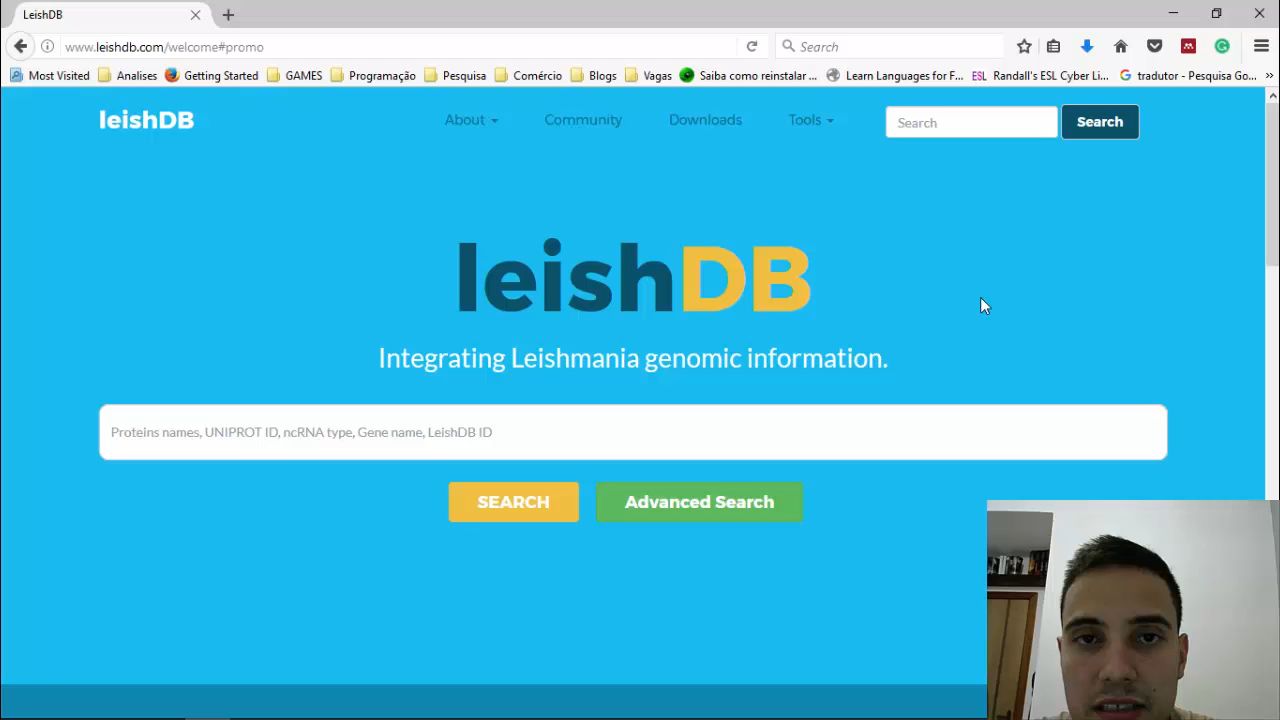 LeishDB
www.leishdb.com/welcome#promo
Search
Most Visited Analises Getting Started GAMES Programação Pesquisa Comércio Blogs Vagas Saiba como reinstalar ... Learn Languages for F... ESL Randall's ESL Cyber Li... G tradutor - Pesquisa Go... »
leishDB About Community Downloads Tools Search Search
leishDB
Integrating Leishmania genomic information.
Proteins names, UNIPROT ID, ncRNA type, Gene name, LeishDB ID
SEARCH Advanced Search